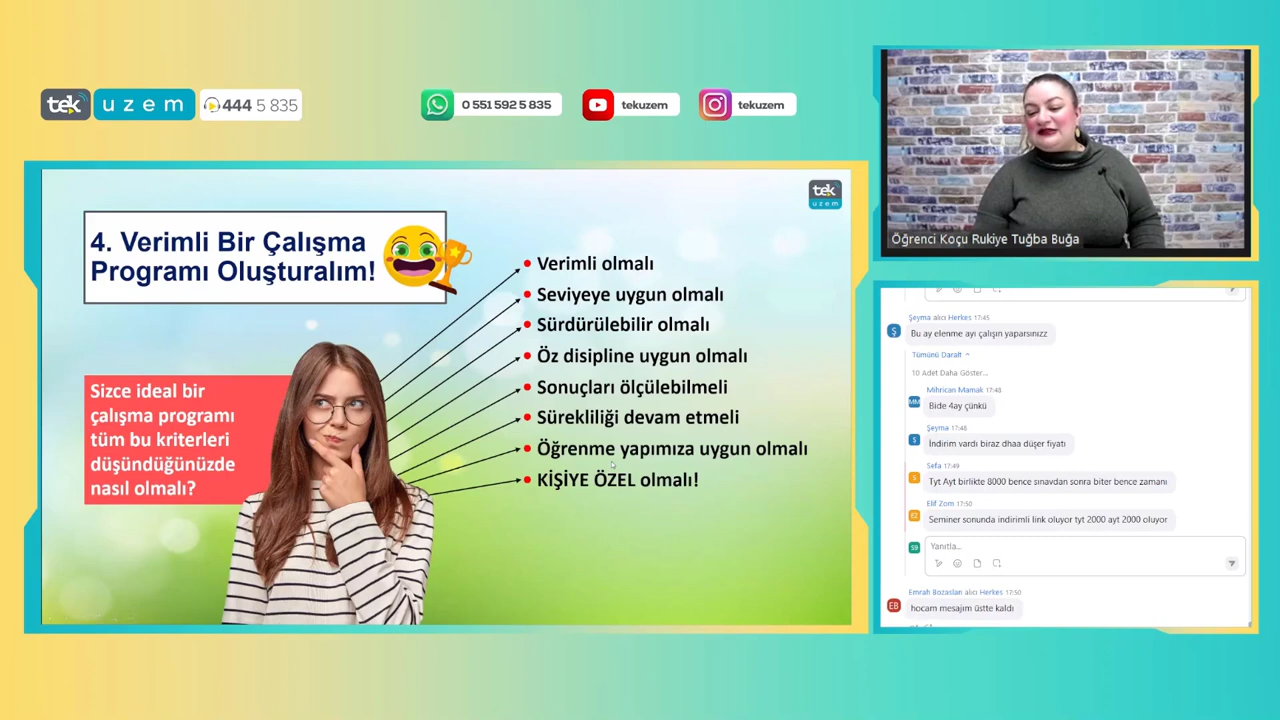 tek uzem 444 5 835
0 551 592 5 835
tekuzem
tekuzem
tek
uzem
4. Verimli Bir Çalışma
Programı Oluşturalım!
Sizce ideal bir
çalışma programı
tüm bu kriterleri
düşündüğünüzde
nasıl olmalı?
• Verimli olmalı
• Seviyeye uygun olmalı
• Sürdürülebilir olmalı
• Öz disipline uygun olmalı
• Sonuçları ölçülebilmeli
• Sürekliliği devam etmeli
• Öğrenme yapımıza uygun olmalı
• KİŞİYE ÖZEL olmalı!
Öğrenci Koçu Rukiye Tuğba Buğa
Şeyma alıcı Herkes 17:45
Ş
Bu ay elenme ayı çalışın yaparsınızz
Tümünü Daralt
10 Adet Daha Göster...
Mihrican Mamak 17:48
MM
Bide 4ay çünkü
Şeyma 17:48
Ş
İndirim vardı biraz dhaa düşer fiyatı
Sefa 17:49
S
Tyt Ayt birlikte 8000 bence sınavdan sonra biter bence zamanı
Elif Zom 17:50
EZ
Seminer sonunda indirimli link oluyor tyt 2000 ayt 2000 oluyor
Yanıtla...
Emrah Bozaslan alıcı Herkes 17:50
EB
hocam mesajım üstte kaldı